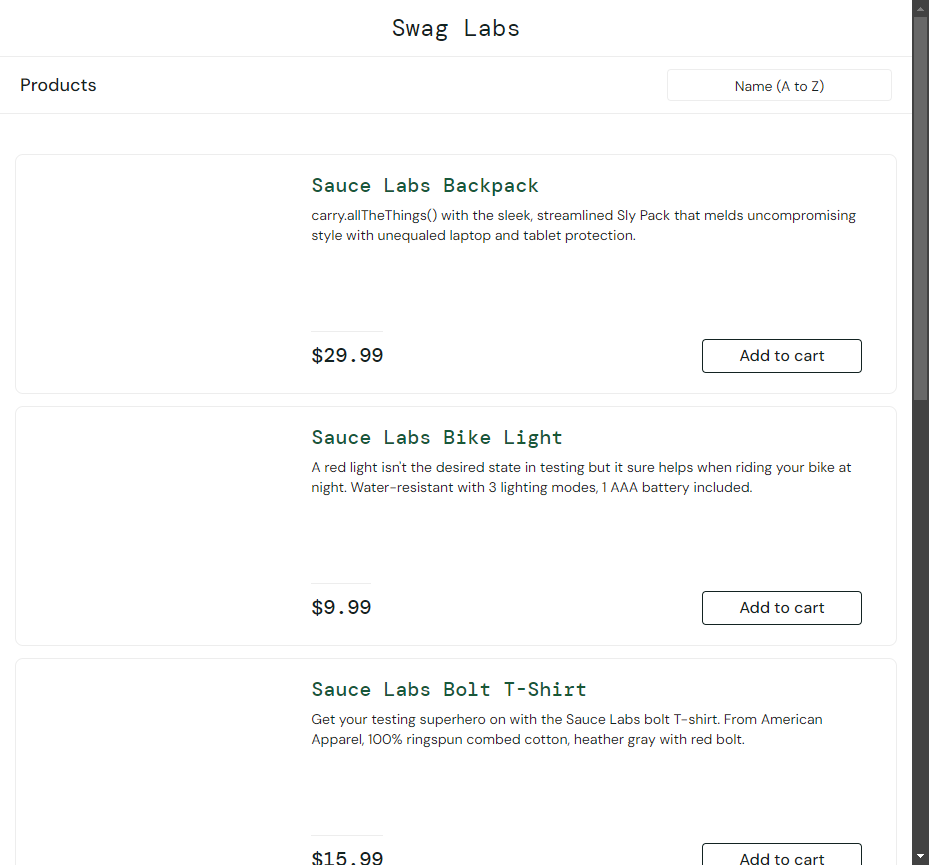 Swag Labs
Products
Name (A to Z)
Sauce Labs Backpack
carry.allTheThings() with the sleek, streamlined Sly Pack that melds uncompromising
style with unequaled laptop and tablet protection.
$29.99
Add to cart
Sauce Labs Bike Light
A red light isn't the desired state in testing but it sure helps when riding your bike at
night. Water-resistant with 3 lighting modes, 1 AAA battery included.
$9.99
Add to cart
Sauce Labs Bolt T-Shirt
Get your testing superhero on with the Sauce Labs bolt T-shirt. From American
Apparel, 100% ringspun combed cotton, heather gray with red bolt.
$15.99
Add to cart